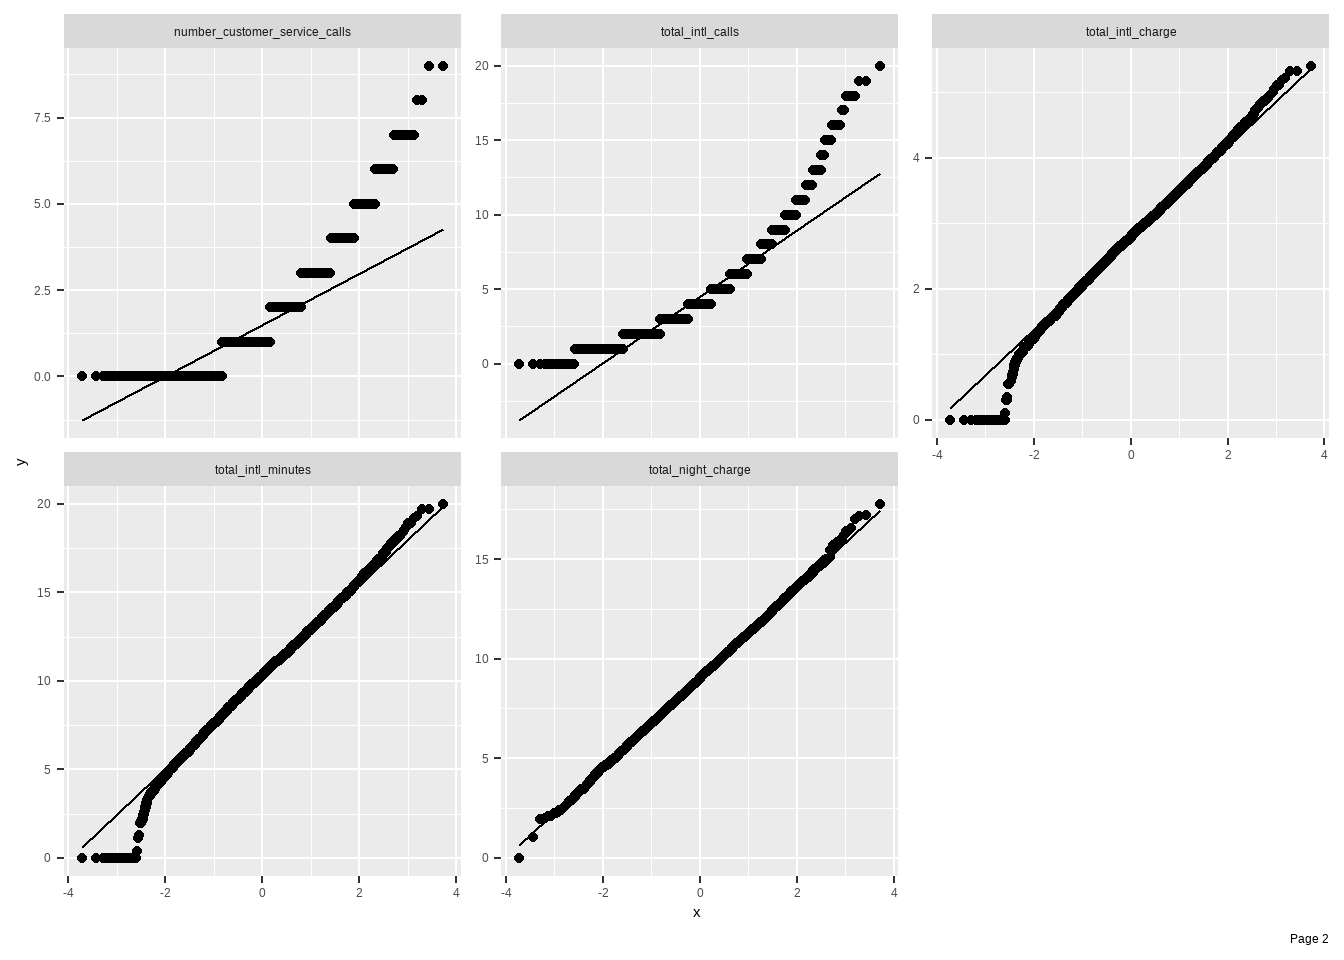 number_customer_service_calls
total_intl_calls
total_intl_charge
7.5
5.0
2.5
0.0
20
15
10
5
0
4
2
0
-4 -2 0 2 4
y
total_intl_minutes
total_night_charge
20
15
10
5
0
15
10
5
0
-4 -2 0 2 4
-4 -2 0 2 4
x
Page 2